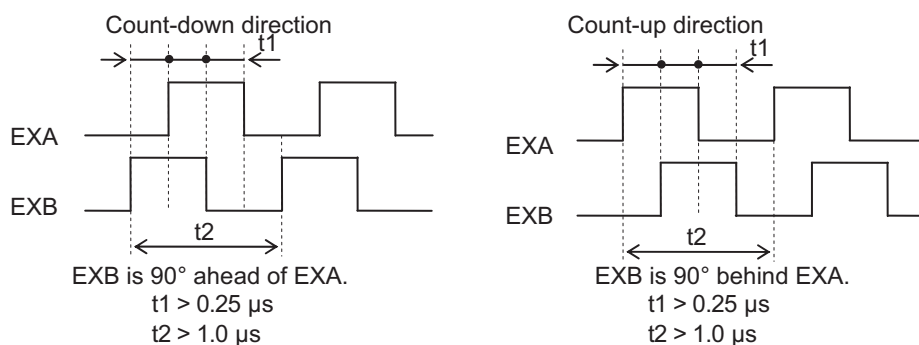 Count-down direction
t1
EXA
EXB
t2
EXB is 90° ahead of EXA.
t1 > 0.25 µs
t2 > 1.0 µs
Count-up direction
t1
EXA
EXB
t2
EXB is 90° behind EXA.
t1 > 0.25 µs
t2 > 1.0 µs